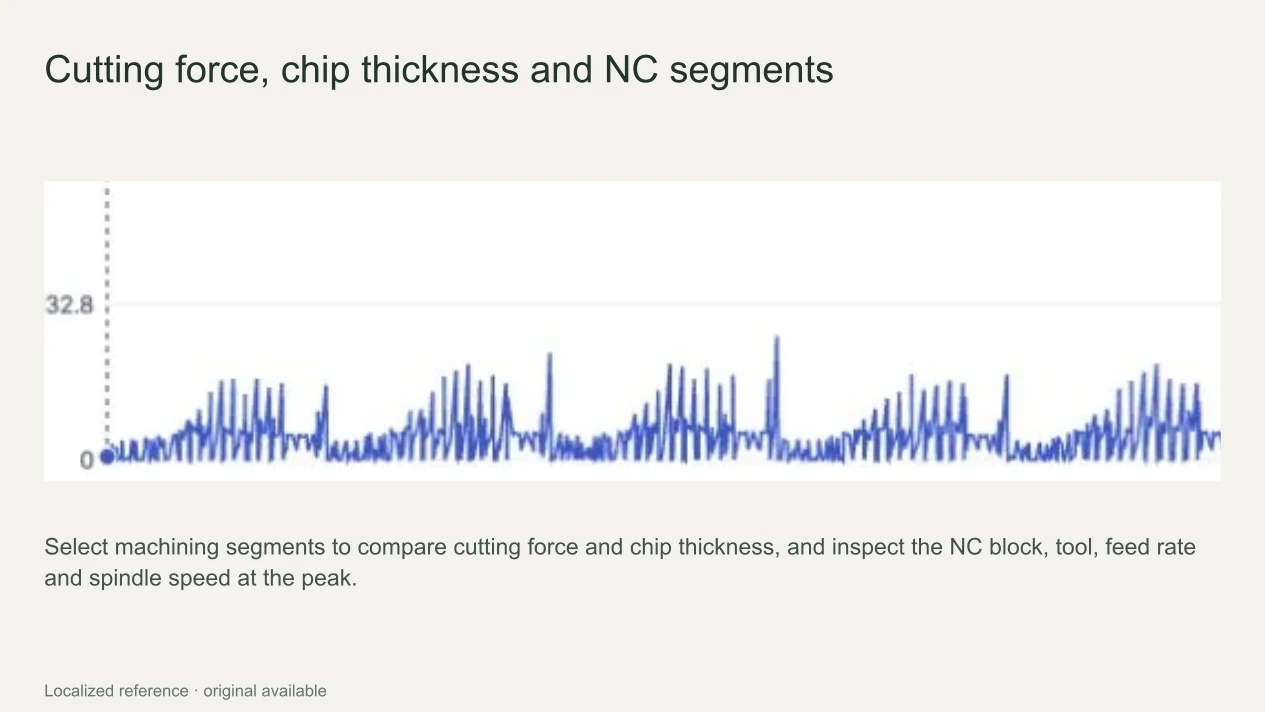 Cutting force, chip thickness and NC segments
32.8
0
Select machining segments to compare cutting force and chip thickness, and inspect the NC block, tool, feed rate
and spindle speed at the peak.
Localized reference · original available